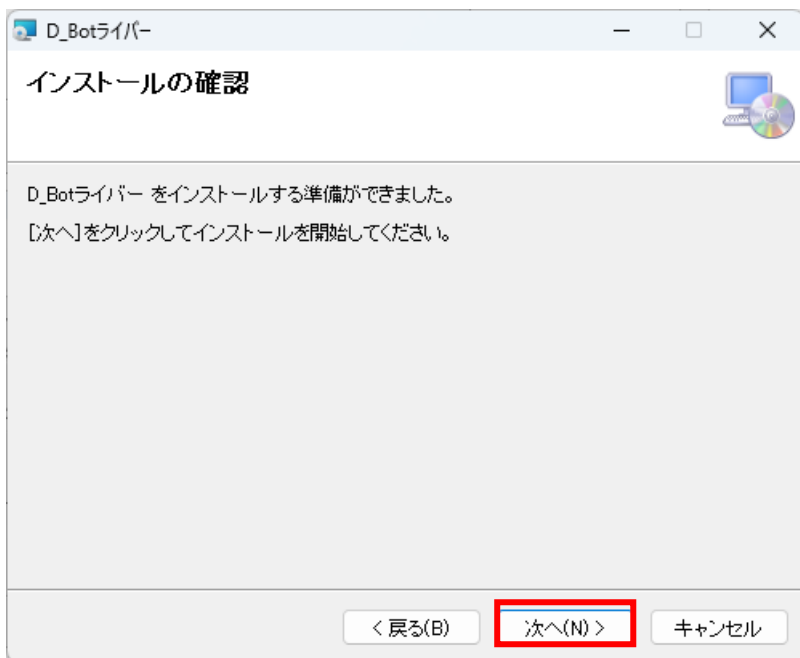 D_Botライバー
インストールの確認
D_Botライバー をインストールする準備ができました。
[次へ]をクリックしてインストールを開始してください。
< 戻る(B)
次へ(N) >
キャンセル